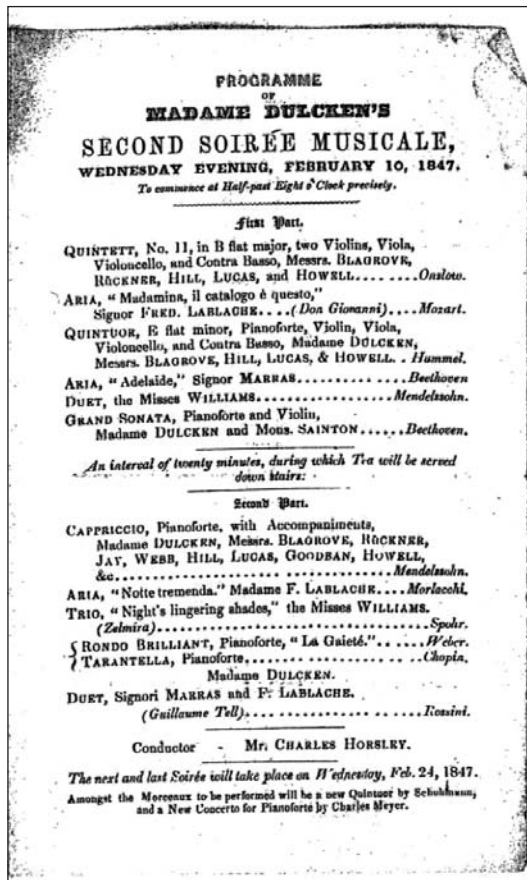 PROGRAMME
OF
MADAME DULCKEN'S
SECOND SOIRÉE MUSICALE,
WEDNESDAY EVENING, FEBRUARY 10, 1847.
To commence at Half-past Eight o'Clock precisely.
First Part.
QUINTETT, No. 11, in B flat major, two Violins, Viola,
Violoncello, and Contra Basso, Messrs. BLAGROVE,
RÜCKNER, HILL, LUCAS, and HOWELL........Onslow.
ARIA, "Madamina, il catalogo è questo,"
Signor FRED. LABLACHE....(Don Giovanni)....Mozart.
QUINTUOR, E flat minor, Pianoforte, Violin, Viola,
Violoncello, and Contra Basso, Madame DULCKEN,
Messrs. BLAGROVE, HILL, LUCAS, & HOWELL..Hummel.
ARIA, "Adelaide," Signor MARRAS.............Beethoven
DUET, the Misses WILLIAMS................Mendelssohn.
GRAND SONATA, Pianoforte and Violin,
Madame DULCKEN and Mons. SAINTON......Beethoven.
An interval of twenty minutes, during which Tea will be served
down stairs:
Second Part.
CAPPRICCIO, Pianoforte, with Accompaniments,
Madame DULCKEN, Messrs. BLAGROVE, RÜCKNER,
JAY, WEBB, HILL, LUCAS, GOODBAN, HOWELL,
&c....................................Mendelssohn.
ARIA, "Notte tremenda." Madame F. LABLACHE....Morlacchi.
TRIO, "Night's lingering shades," the Misses WILLIAMS.
(Zelmira)....................................Spohr.
RONDO BRILLIANT, Pianoforte, "La Gaieté."......Weber.
TARANTELLA, Pianoforte.....................Chopin.
Madame DULCKEN.
DUET, Signori MARRAS and F. LABLACHE.
(Guillaume Tell)........................Rossini.
Conductor - Mr. CHARLES HORSLEY.
The next and last Soirée will take place on Wednesday, Feb. 24, 1847.
Amongst the Morceaux to be performed will be a new Quintuor by Schuhmann,
and a New Concerto for Pianoforte by Charles Meyer.